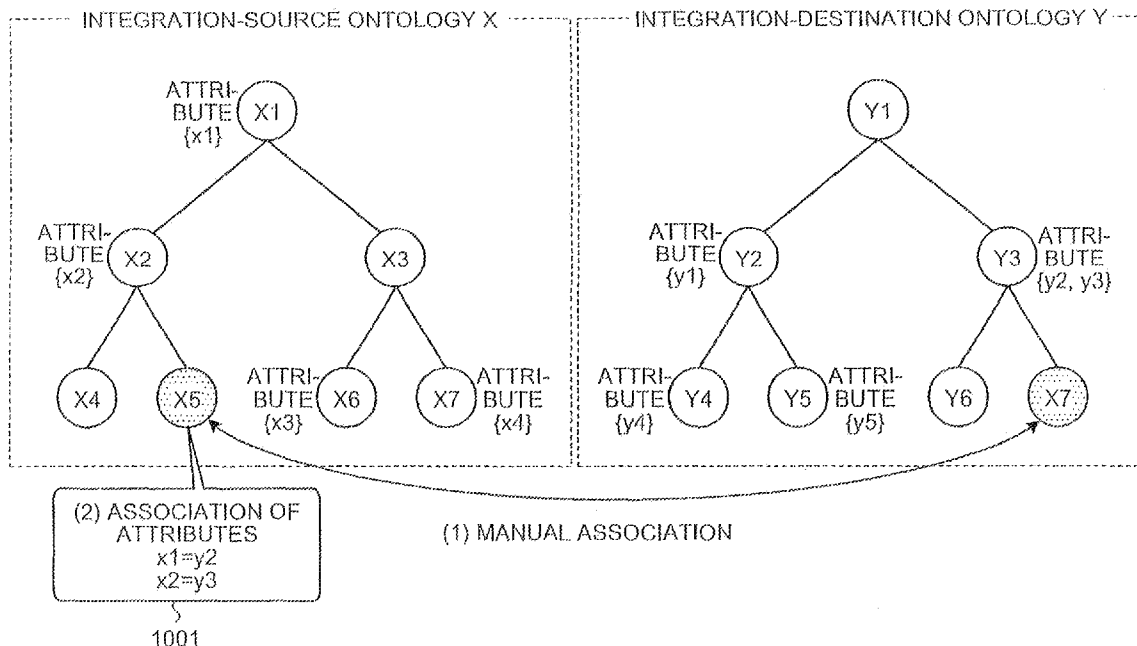 INTEGRATION-SOURCE ONTOLOGY X
INTEGRATION-DESTINATION ONTOLOGY Y
ATTRI-
BUTE
{x1}
X1
Y1
ATTRI-
BUTE
{x2}
X2
X3
ATTRI-
BUTE
{y1}
Y2
Y3
ATTRI-
BUTE
{y2, y3}
X4
X5
ATTRI-
BUTE
{x3}
X6
X7
ATTRI-
BUTE
{x4}
ATTRI-
BUTE
{y4}
Y4
Y5
ATTRI-
BUTE
{y5}
Y6
X7
(2) ASSOCIATION OF
ATTRIBUTES
x1=y2
x2=y3
(1) MANUAL ASSOCIATION
1001